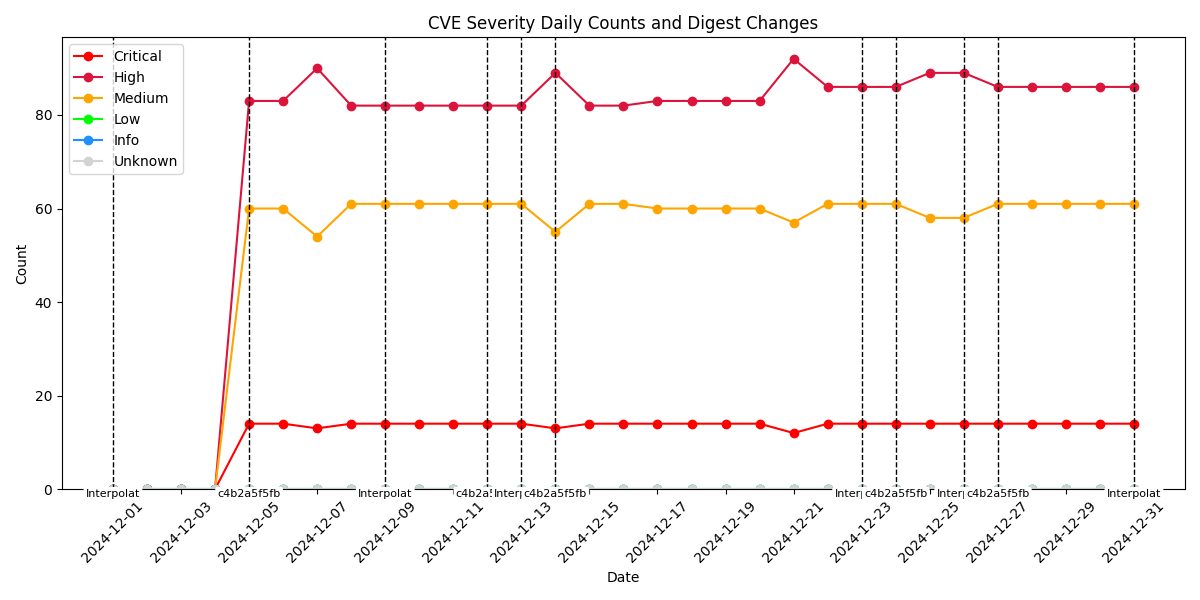 CVE Severity Daily Counts and Digest Changes
Critical
High
Medium
Low
Info
Unknown
Count
80
60
40
20
0
Interpolat
c4b2a5f5fb
Interpolat
c4b2a5
Interp
c4b2a5f5fb
Interp
c4b2a5f5fb
Interp
c4b2a5f5fb
Interpolat
2024-12-01
2024-12-03
2024-12-05
2024-12-07
2024-12-09
2024-12-11
2024-12-13
2024-12-15
2024-12-17
2024-12-19
2024-12-21
2024-12-23
2024-12-25
2024-12-27
2024-12-29
2024-12-31
Date